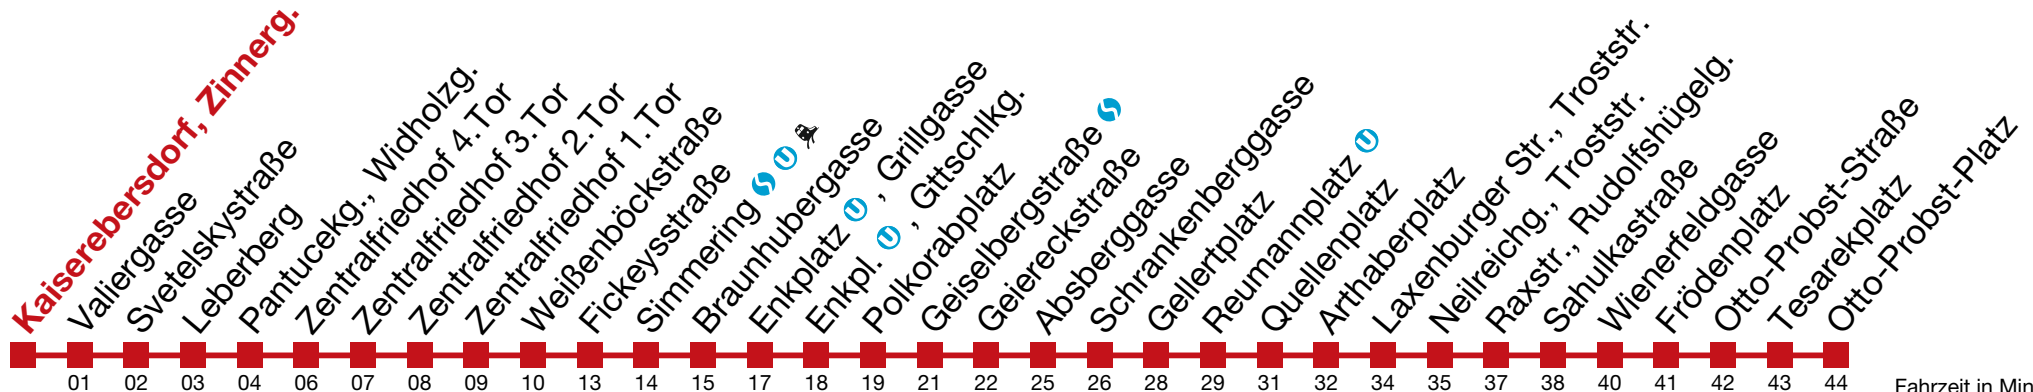 Kaiserebersdorf, Zinnerg.
Valiergasse
Svetelskystraße
Leberberg
Pantucekg., Widholzg.
Zentralfriedhof 4.Tor
Zentralfriedhof 3.Tor
Zentralfriedhof 2.Tor
Zentralfriedhof 1.Tor
Weißenböckstraße
Fickeysstraße
Simmering S U
Braunhubergasse
Enkplatz U , Grillgasse
Enkpl. U , Gttschlkg.
Polkorabplatz
Geiselbergstraße S
Geiereckstraße
Absberggasse
Schrankenberggasse
Gellertplatz
Reumannplatz U
Quellenplatz
Arthaberplatz
Laxenburger Str., Troststr.
Neilreichg., Troststr.
Raxstr., Rudolfshügelg.
Sahulkastraße
Wienerfeldgasse
Frödenplatz
Otto-Probst-Straße
Tesarekplatz
Otto-Probst-Platz
01 02 03 04 06 07 08 09 10 13 14 15 17 18 19 21 22 25 26 28 29 31 32 34 35 37 38 40 41 42 43 44
Fahrzeit in Min